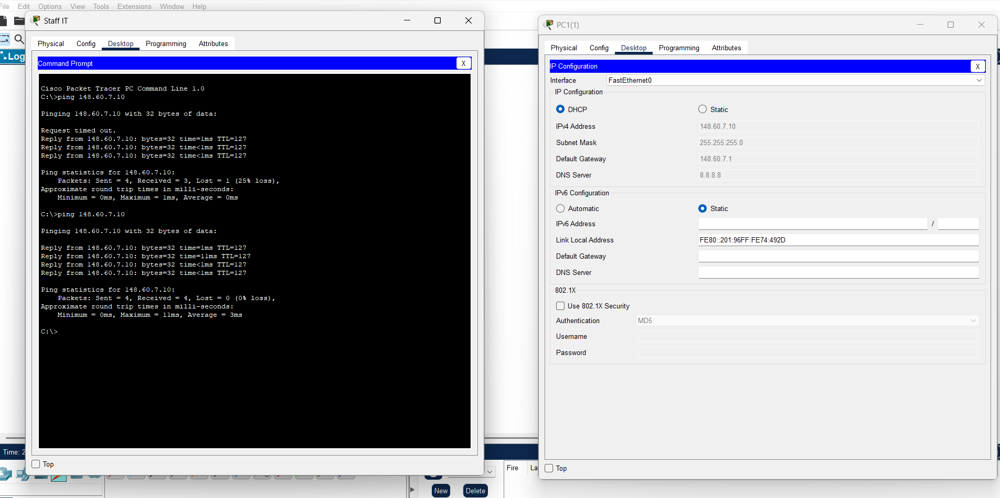 File Edit Options View Tools Extensions Window Help
Log
Staff IT
Physical Config Desktop Programming Attributes
Command Prompt X
Cisco Packet Tracer PC Command Line 1.0
C:\>ping 148.60.7.10
Pinging 148.60.7.10 with 32 bytes of data:
Request timed out.
Reply from 148.60.7.10: bytes=32 time=1ms TTL=127
Reply from 148.60.7.10: bytes=32 time<1ms TTL=127
Reply from 148.60.7.10: bytes=32 time<1ms TTL=127
Ping statistics for 148.60.7.10:
Packets: Sent = 4, Received = 3, Lost = 1 (25% loss),
Approximate round trip times in milli-seconds:
Minimum = 0ms, Maximum = 1ms, Average = 0ms
C:\>ping 148.60.7.10
Pinging 148.60.7.10 with 32 bytes of data:
Reply from 148.60.7.10: bytes=32 time=1ms TTL=127
Reply from 148.60.7.10: bytes=32 time=11ms TTL=127
Reply from 148.60.7.10: bytes=32 time<1ms TTL=127
Reply from 148.60.7.10: bytes=32 time<1ms TTL=127
Ping statistics for 148.60.7.10:
Packets: Sent = 4, Received = 4, Lost = 0 (0% loss),
Approximate round trip times in milli-seconds:
Minimum = 0ms, Maximum = 11ms, Average = 3ms
C:\>
Top
PC1(1)
Physical Config Desktop Programming Attributes
IP Configuration X
Interface FastEthernet0
IP Configuration
DHCP Static
IPv4 Address 148.60.7.10
Subnet Mask 255.255.255.0
Default Gateway 148.60.7.1
DNS Server 8.8.8.8
IPv6 Configuration
Automatic Static
IPv6 Address /
Link Local Address FE80::201:96FF:FE74:492D
Default Gateway
DNS Server
802.1X
Use 802.1X Security
Authentication MD5
Username
Password
Top
Time: 2
Fire La
New Delete